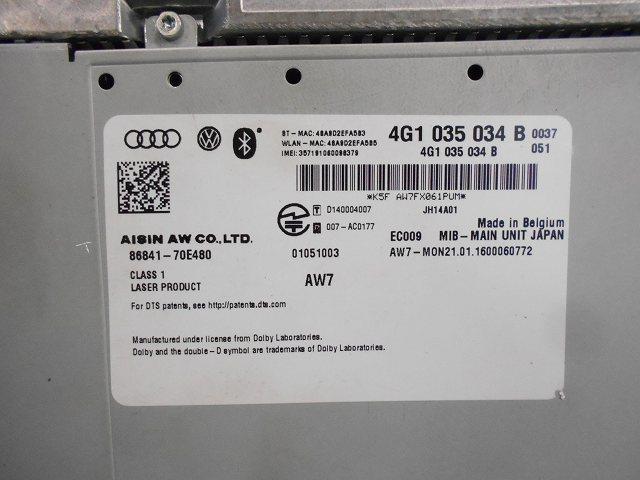 BT-MAC: 48A9D2EFA583
WLAN-MAC: 48A9D2EFA585
IMEI: 357191060098379
4G1 035 034 B 0037
4G1 035 034 B 051
*K5F AW7FX061PUM*
T D140004007
JH14A01
R 007-AC0177
Made in Belgium
EC009 MIB-MAIN UNIT JAPAN
AISIN AW CO.,LTD.
86841-70E480
01051003
AW7-MON21.01.1600060772
CLASS 1
LASER PRODUCT
AW7
For DTS patents, see http://patents.dts.com/
Manufactured under license from Dolby Laboratories.
Dolby and the double-D symbol are trademarks of Dolby Laboratories.